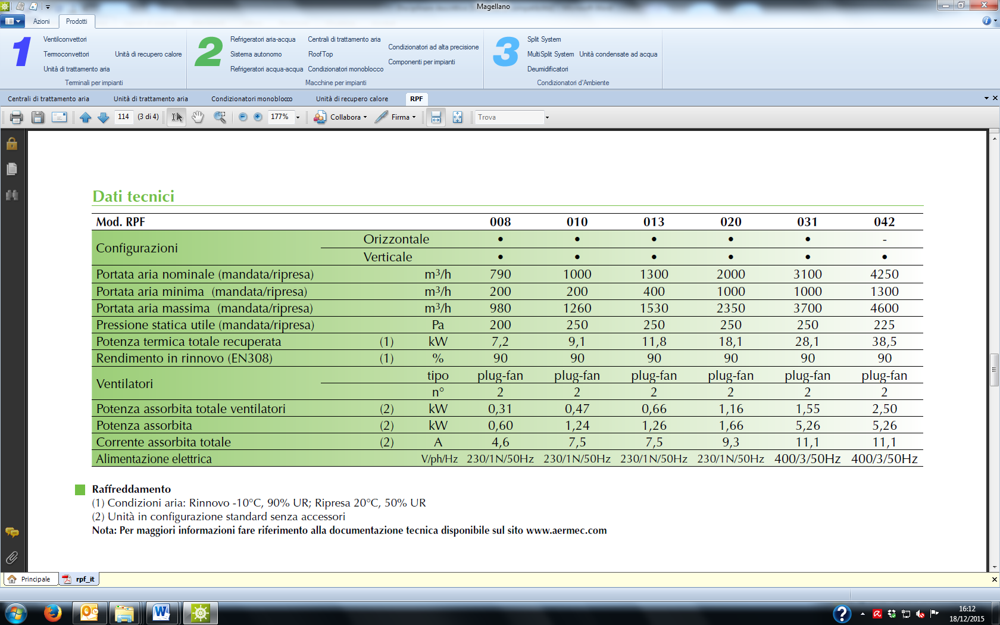 Magellano
Azioni Prodotti
1 Ventilconvettori
Termoconvettori Unità di recupero calore
Unità di trattamento aria
Terminali per impianti
2 Refrigeratori aria-acqua Centrali di trattamento aria Condizionatori ad alta precisione
Sistema autonomo RoofTop Componenti per impianti
Refrigeratori acqua-acqua Condizionatori monoblocco
Macchine per impianti
3 Split System
MultiSplit System Unità condensate ad acqua
Deumidificatori
Condizionatori d'Ambiente
Centrali di trattamento aria Unità di trattamento aria Condizionatori monoblocco Unità di recupero calore RPF
114 (3 di 4) 177% Collabora Firma Trova
Dati tecnici
Mod. RPF 008 010 013 020 031 042
Configurazioni Orizzontale • • • • • -
Verticale • • • • • •
Portata aria nominale (mandata/ripresa) m³/h 790 1000 1300 2000 3100 4250
Portata aria minima (mandata/ripresa) m³/h 200 200 400 1000 1000 1300
Portata aria massima (mandata/ripresa) m³/h 980 1260 1530 2350 3700 4600
Pressione statica utile (mandata/ripresa) Pa 200 250 250 250 250 225
Potenza termica totale recuperata (1) kW 7,2 9,1 11,8 18,1 28,1 38,5
Rendimento in rinnovo (EN308) (1) % 90 90 90 90 90 90
Ventilatori tipo plug-fan plug-fan plug-fan plug-fan plug-fan plug-fan
n° 2 2 2 2 2 2
Potenza assorbita totale ventilatori (2) kW 0,31 0,47 0,66 1,16 1,55 2,50
Potenza assorbita (2) kW 0,60 1,24 1,26 1,66 5,26 5,26
Corrente assorbita totale (2) A 4,6 7,5 7,5 9,3 11,1 11,1
Alimentazione elettrica V/ph/Hz 230/1N/50Hz 230/1N/50Hz 230/1N/50Hz 230/1N/50Hz 400/3/50Hz 400/3/50Hz
Raffreddamento
(1) Condizioni aria: Rinnovo -10°C, 90% UR; Ripresa 20°C, 50% UR
(2) Unità in configurazione standard senza accessori
Nota: Per maggiori informazioni fare riferimento alla documentazione tecnica disponibile sul sito www.aermec.com
Principale rpf_it
16:12
18/12/2015